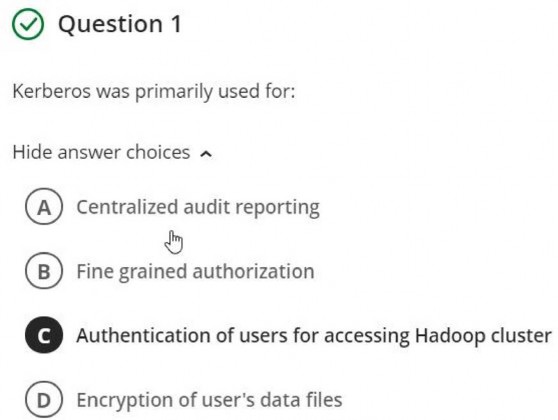 Question 1
Kerberos was primarily used for:
Hide answer choices
A Centralized audit reporting
B Fine grained authorization
C Authentication of users for accessing Hadoop cluster
D Encryption of user's data files